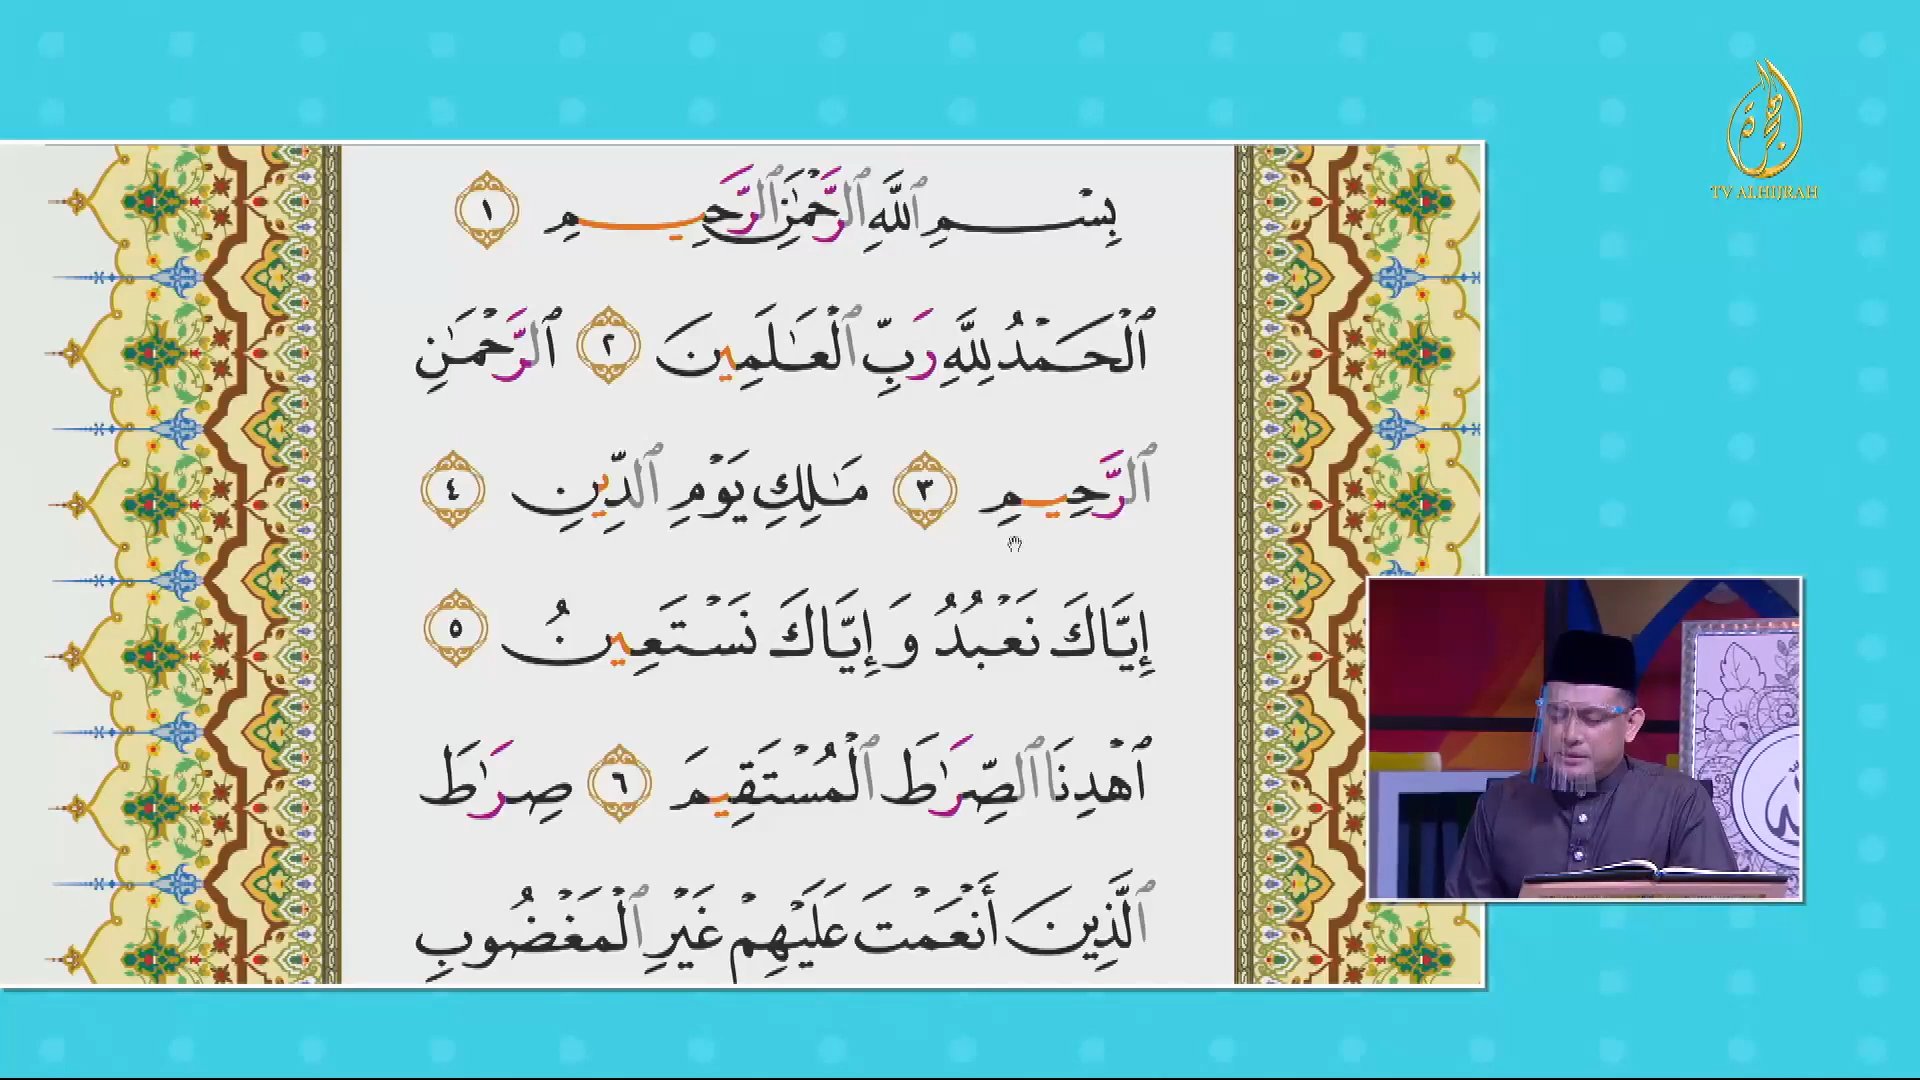 الهجرة
TV ALHIJRAH
بِسْمِ ٱللَّهِ ٱلرَّحْمَٰنِ ٱلرَّحِيمِ ١
ٱلْحَمْدُ لِلَّهِ رَبِّ ٱلْعَٰلَمِينَ ٢ ٱلرَّحْمَٰنِ
ٱلرَّحِيمِ ٣ مَٰلِكِ يَوْمِ ٱلدِّينِ ٤
إِيَّاكَ نَعْبُدُ وَإِيَّاكَ نَسْتَعِينُ ٥
ٱهْدِنَا ٱلصِّرَٰطَ ٱلْمُسْتَقِيمَ ٦ صِرَٰطَ
ٱلَّذِينَ أَنْعَمْتَ عَلَيْهِمْ غَيْرِ ٱلْمَغْضُوبِ